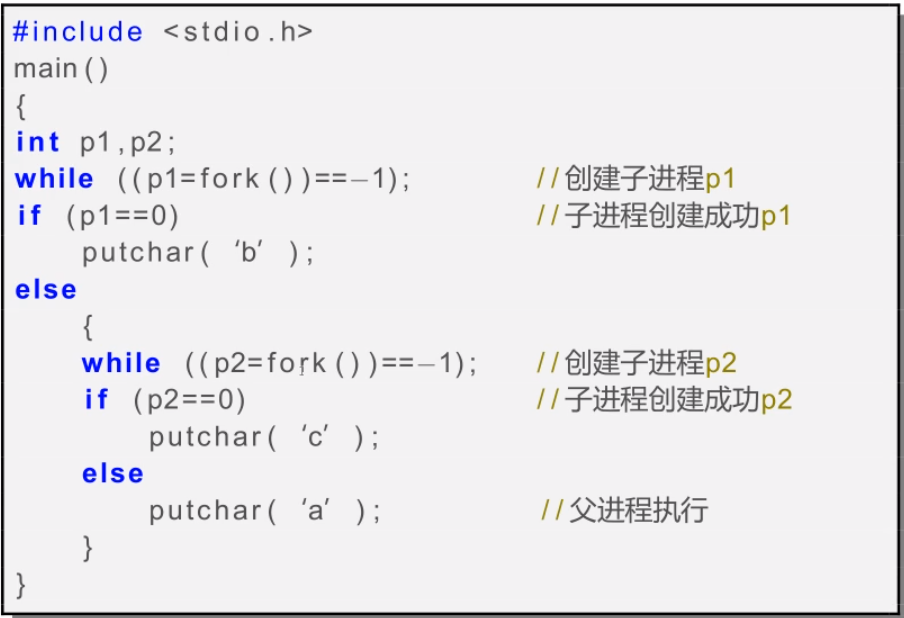 #include <stdio.h>
main()
{
int p1,p2;
while ((p1=fork())==−1); //创建子进程p1
if (p1==0) //子进程创建成功p1
putchar( ‘b’ );
else
{
while ((p2=fork())==−1); //创建子进程p2
if (p2==0) //子进程创建成功p2
putchar( ‘c’ );
else
putchar( ‘a’ ); //父进程执行
}
}